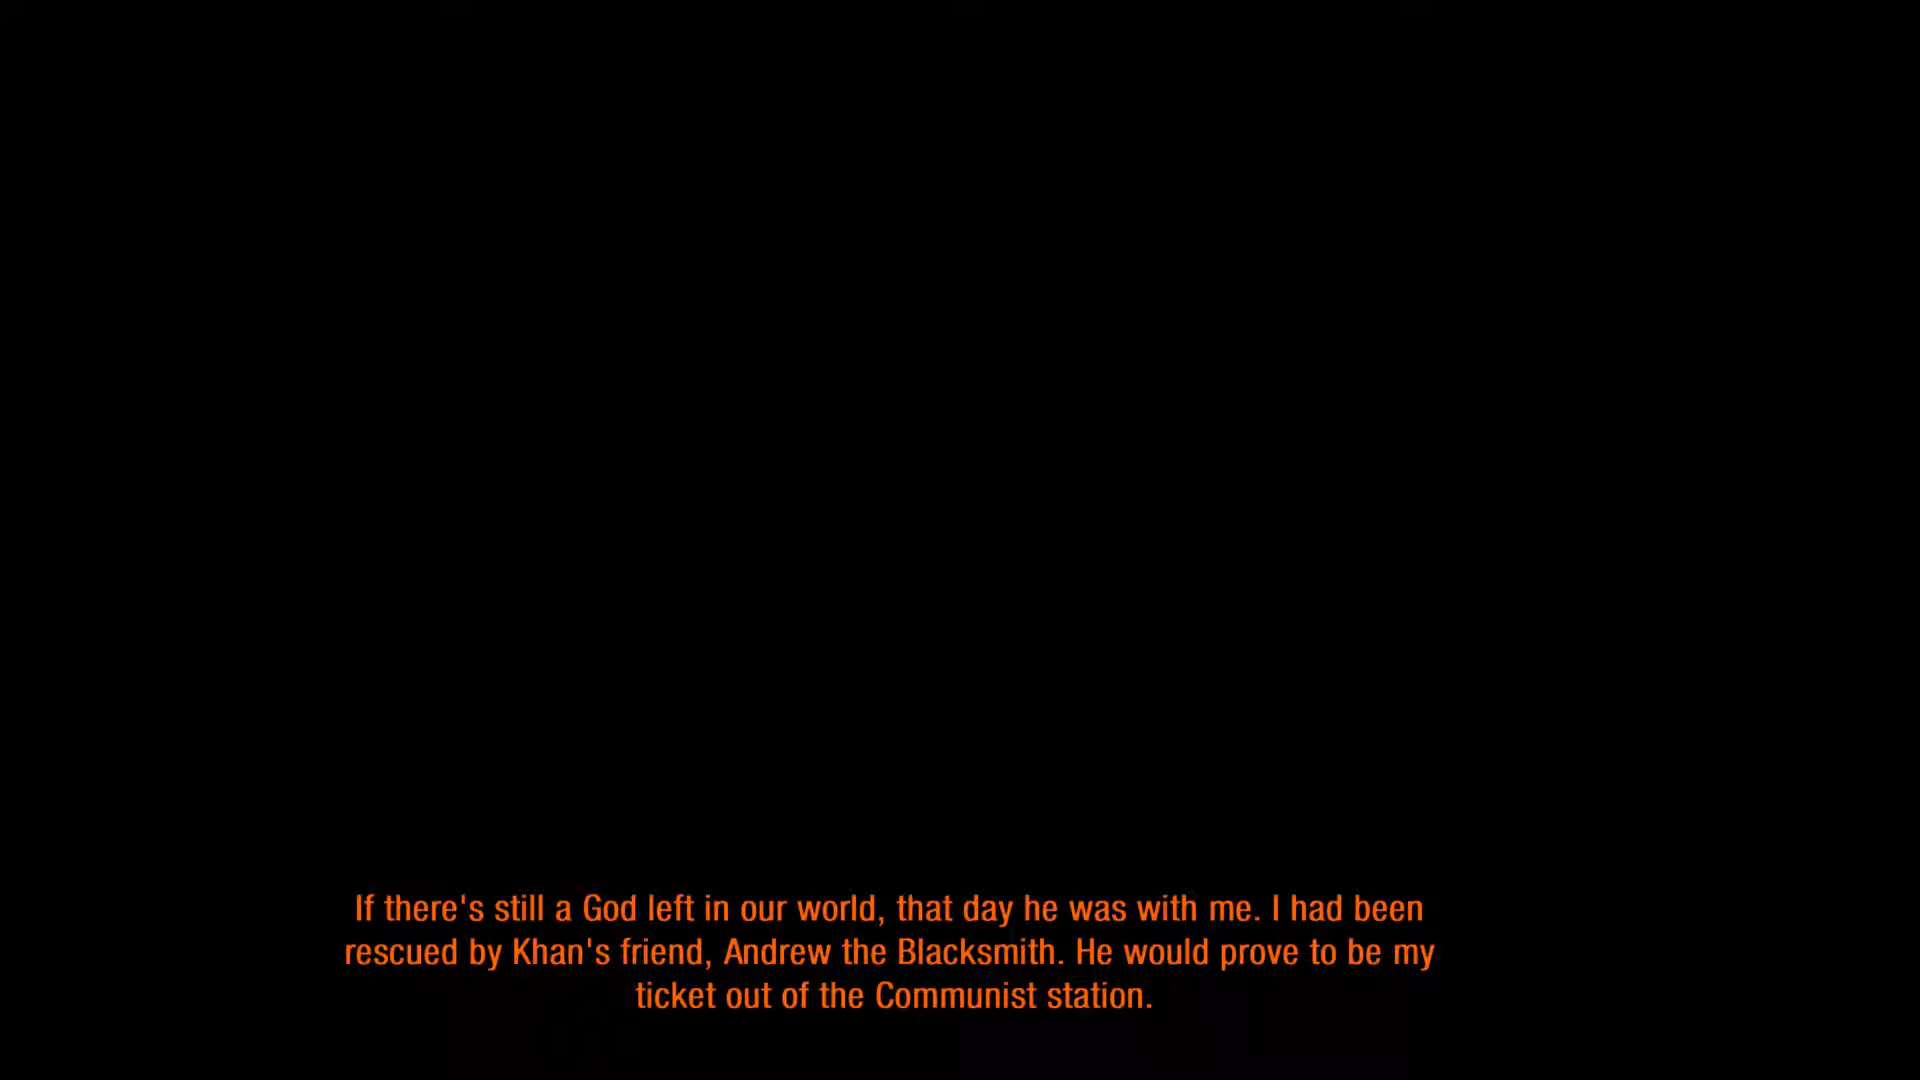 If there's still a God left in our world, that day he was with me. I had been
rescued by Khan's friend, Andrew the Blacksmith. He would prove to be my
ticket out of the Communist station.